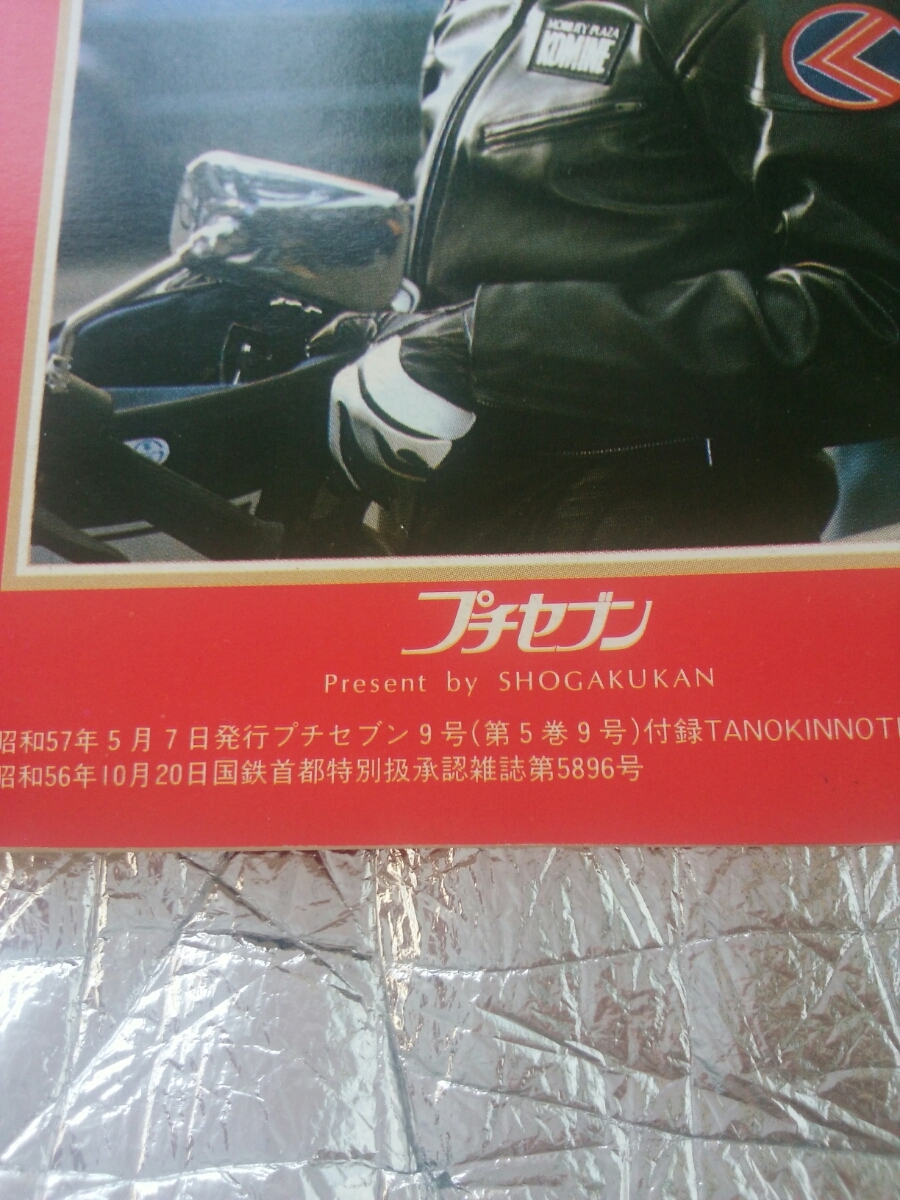 MOBILITY PLAZA
KOMINE
プチセブン
Present by SHOGAKUKAN
昭和57年5月7日発行プチセブン9号(第5巻9号)付録TANOKINNOTE
昭和56年10月20日国鉄首都特別扱承認雑誌第5896号